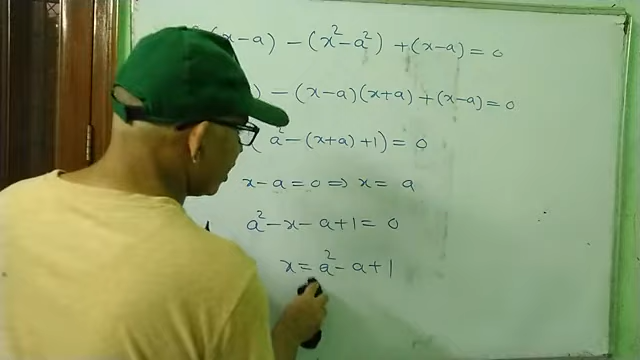 (x-a) - (x² - a²) + (x-a) = 0
) - (x-a)(x+a) + (x-a) = 0
( a² - (x+a) + 1) = 0
x - a = 0 ⇒ x = a
a² - x - a + 1 = 0
x = a² - a + 1